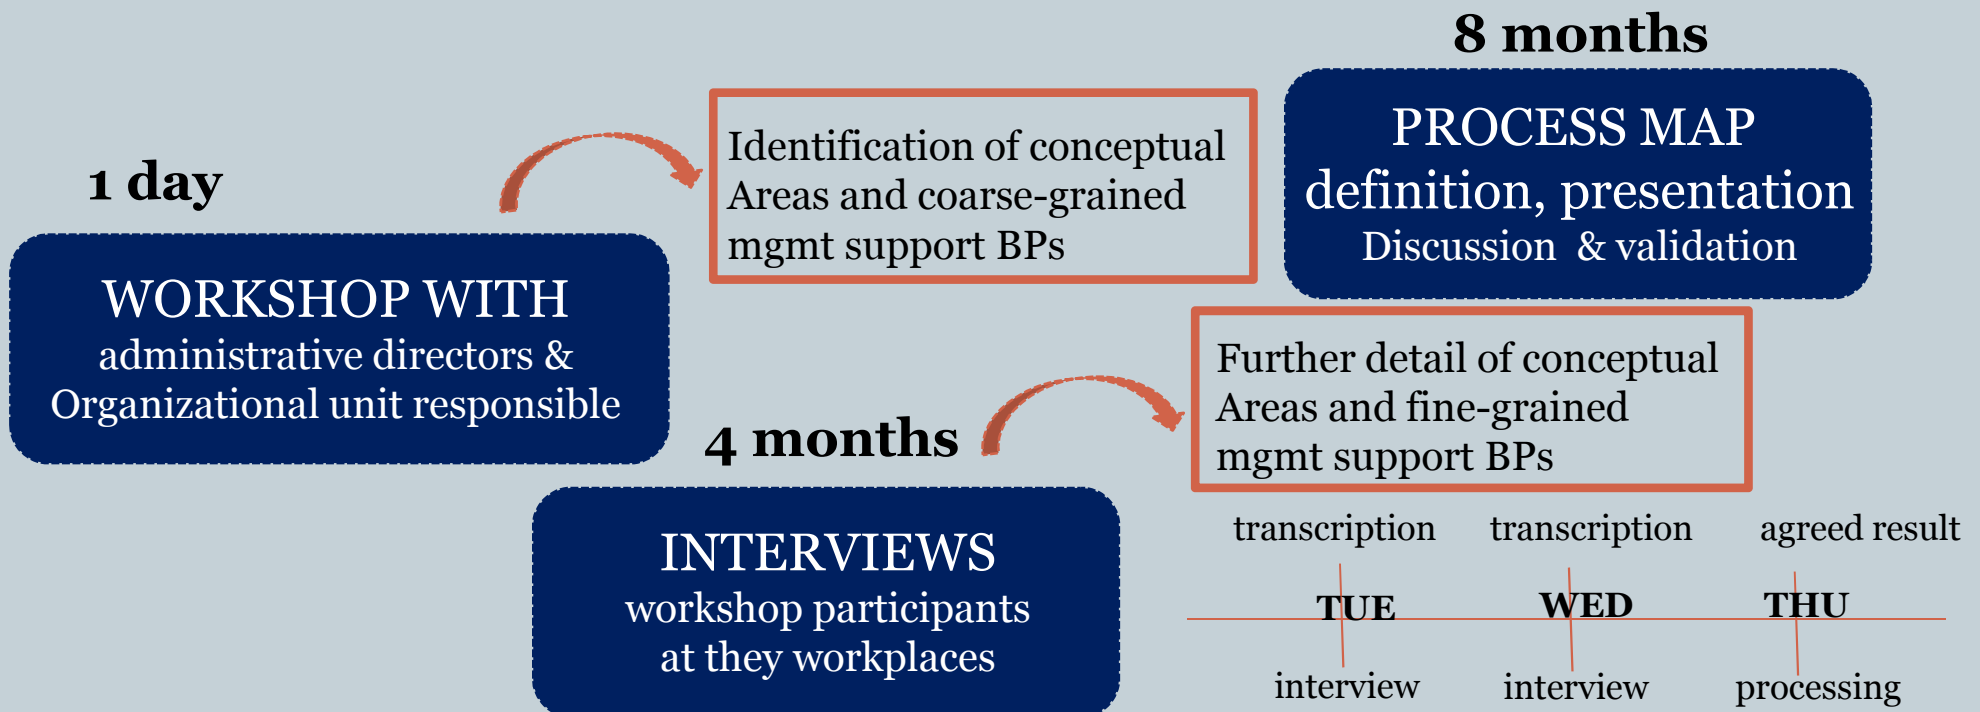 1 day
WORKSHOP WITH
administrative directors &
Organizational unit responsible
Identification of conceptual
Areas and coarse-grained
mgmt support BPs
4 months
INTERVIEWS
workshop participants
at they workplaces
Further detail of conceptual
Areas and fine-grained
mgmt support BPs
8 months
PROCESS MAP
definition, presentation
Discussion & validation
transcription transcription agreed result
TUE WED THU
interview interview processing